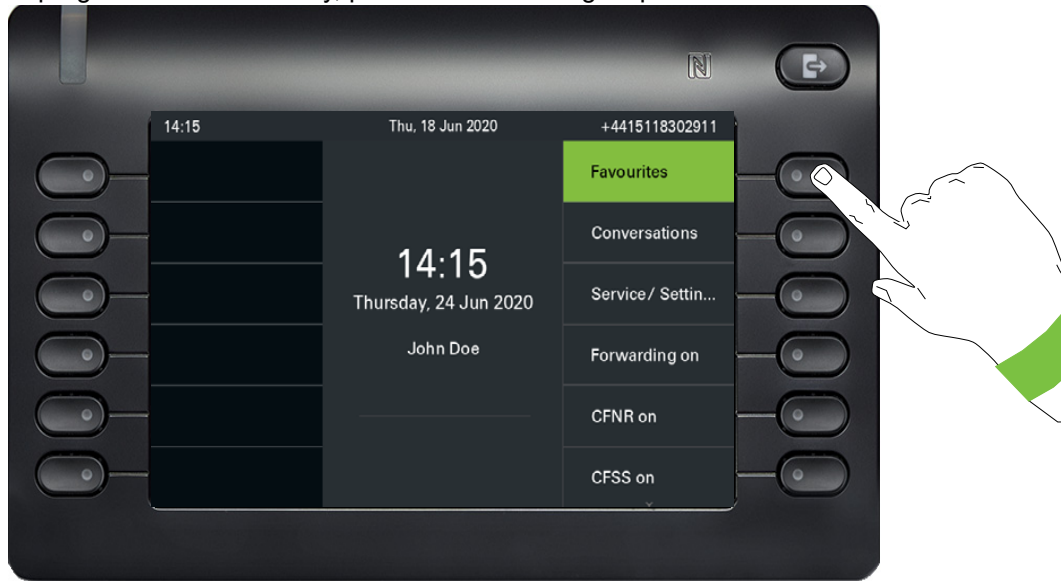 14:15
Thu, 18 Jun 2020
+4415118302911
Favourites
Conversations
14:15
Thursday, 24 Jun 2020
Service/ Settin...
John Doe
Forwarding on
CFNR on
CFSS on